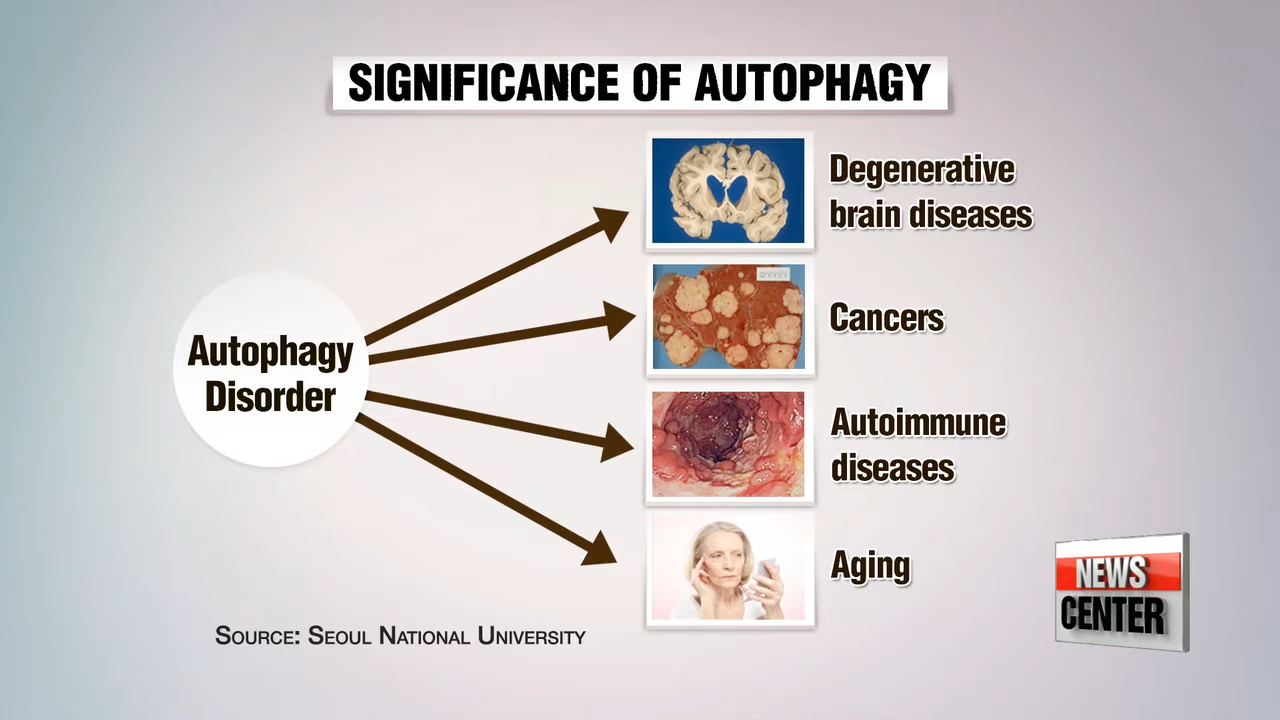 SIGNIFICANCE OF AUTOPHAGY
Autophagy
Disorder
Degenerative
brain diseases
Cancers
Autoimmune
diseases
Aging
SOURCE: SEOUL NATIONAL UNIVERSITY
NEWS
CENTER